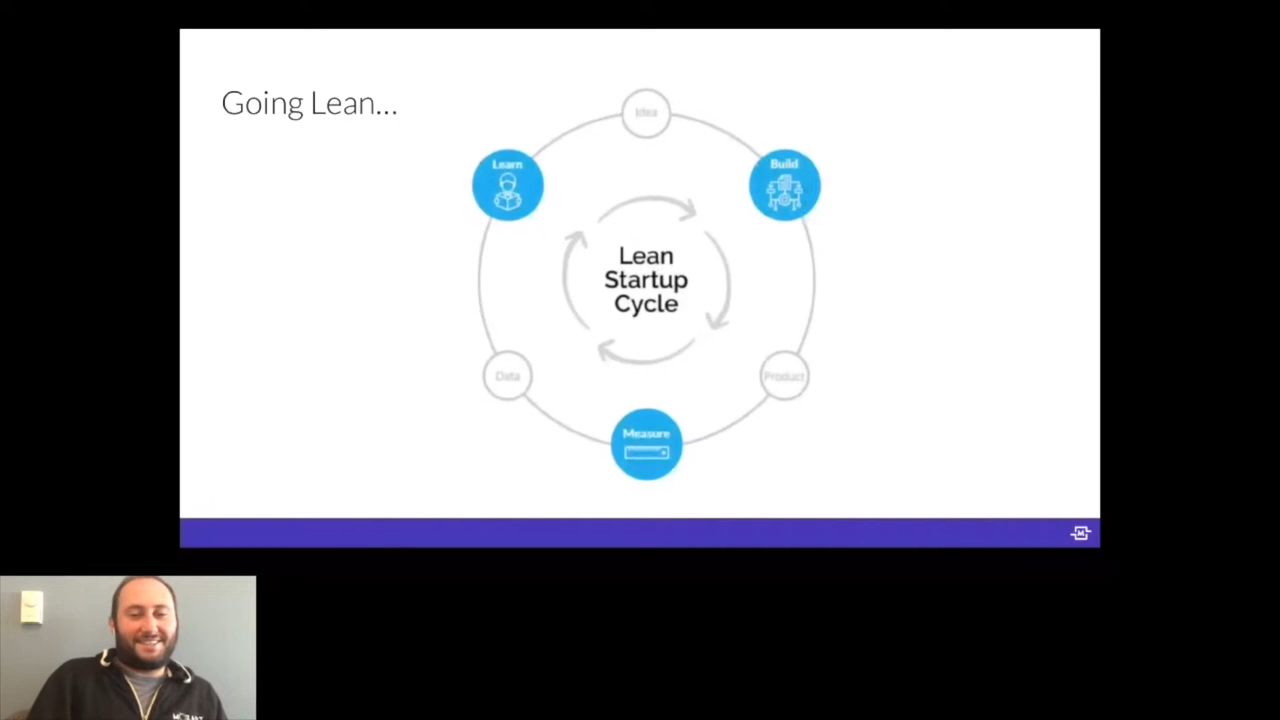 Going Lean...
Idea
Learn
Build
Lean
Startup
Cycle
Data
Product
Measure
M